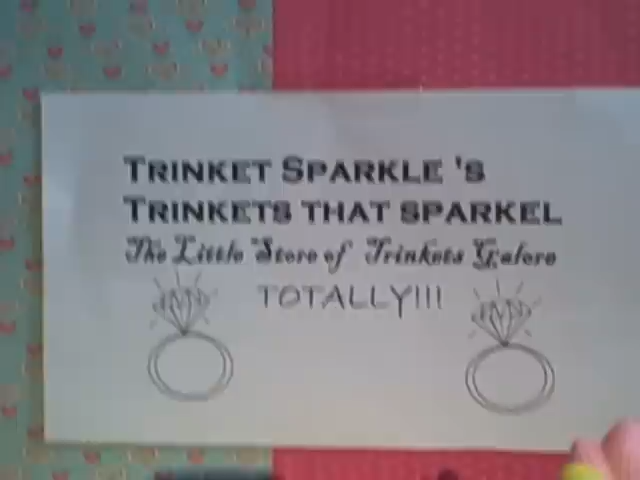 Trinket Sparkle 's
Trinkets that sparkel
The Little Store of Trinkets Galore
TOTALLY!!!